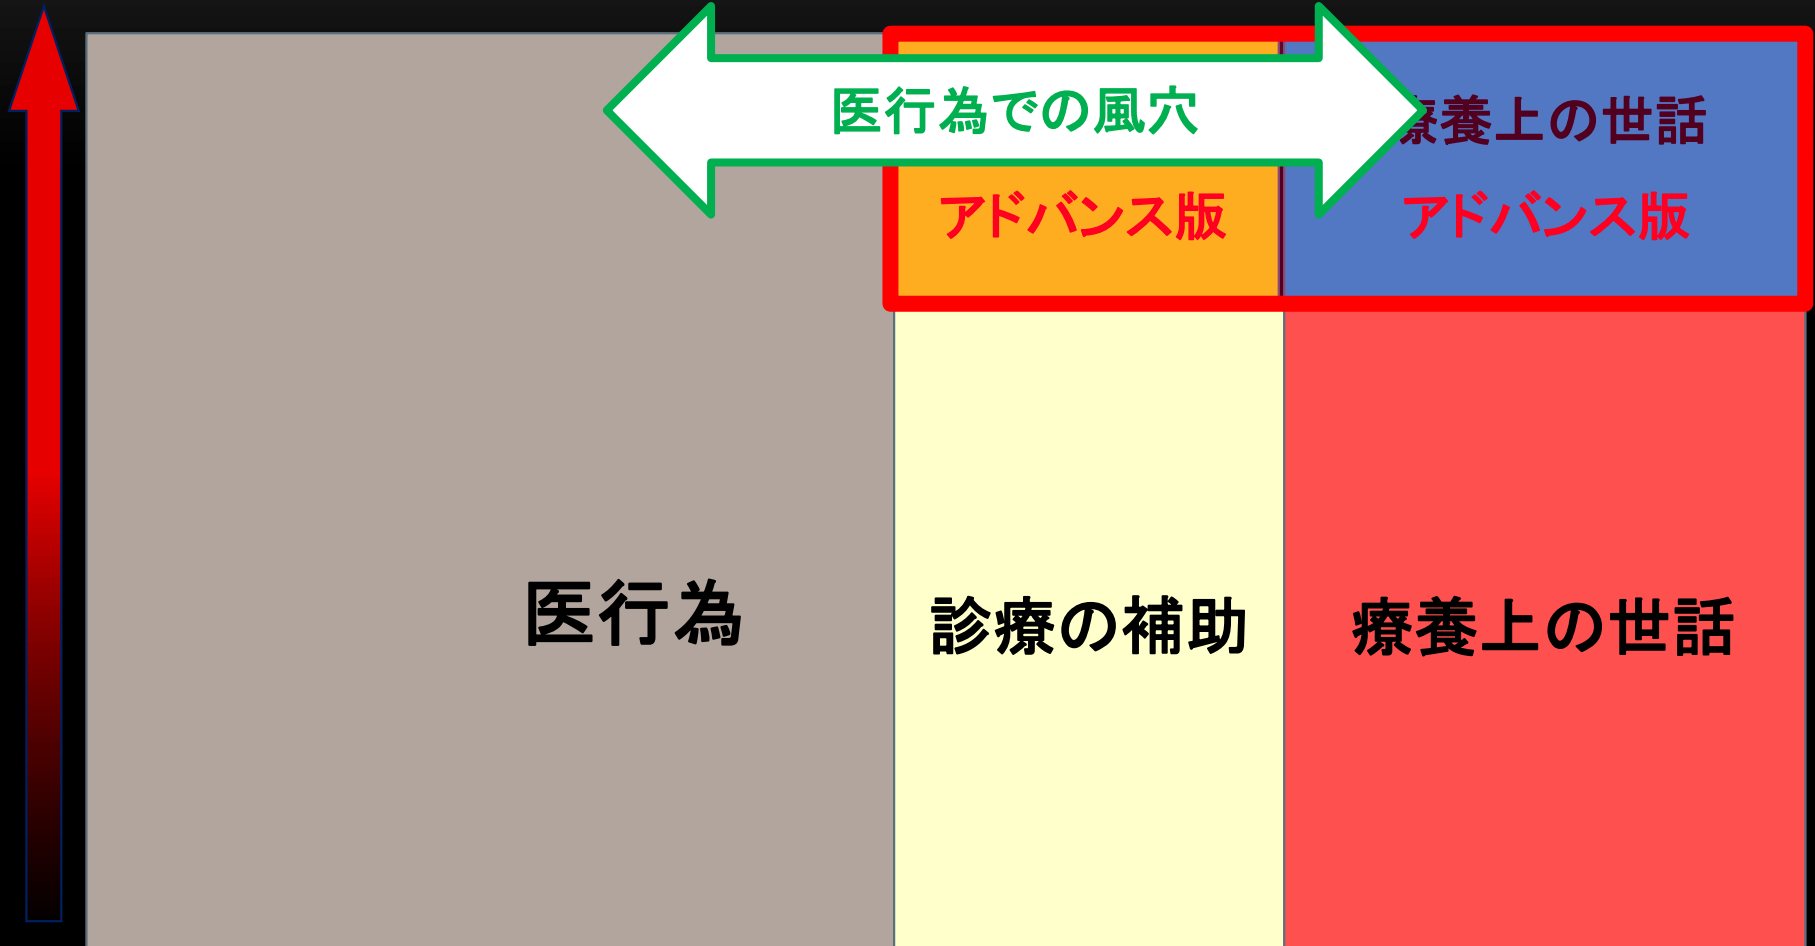 医行為での風穴
療養上の世話
アドバンス版
アドバンス版
医行為
診療の補助
療養上の世話